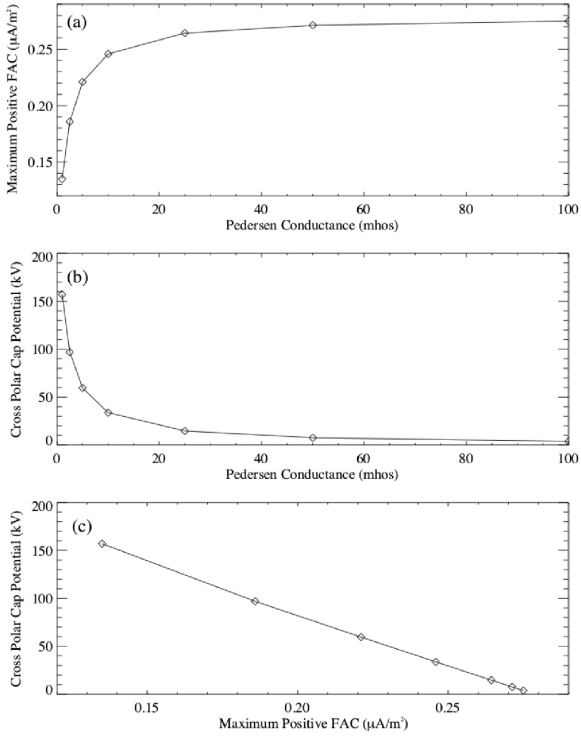 (a)
Maximum Positive FAC (μA/m²)
0.25
0.20
0.15
0 20 40 60 80 100
Pedersen Conductance (mhos)
(b)
Cross Polar Cap Potential (kV)
200
150
100
50
0
0 20 40 60 80 100
Pedersen Conductance (mhos)
(c)
Cross Polar Cap Potential (kV)
200
150
100
50
0
0.15 0.20 0.25
Maximum Positive FAC (μA/m²)